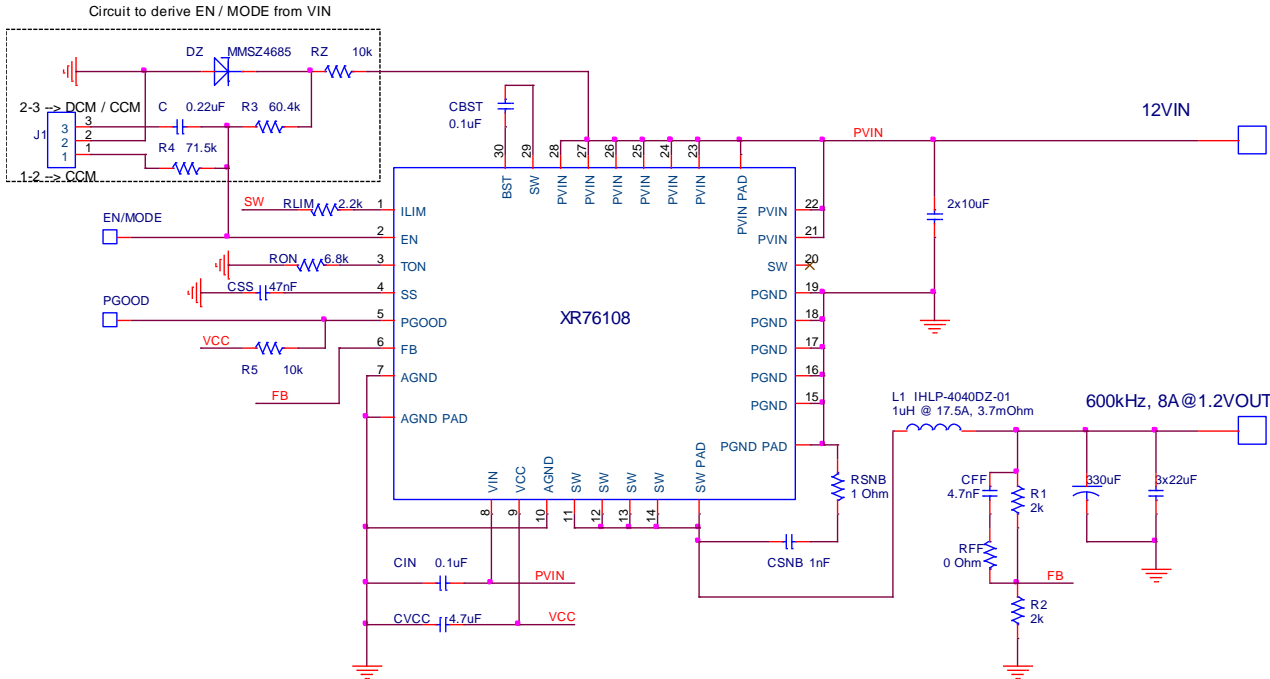 Circuit to derive EN / MODE from VIN
DZ MMSZ4685 RZ 10k
2-3 --> DCM / CCM
C 0.22uF R3 60.4k
J1
3 3
2 2
1 1
R4 71.5k
1-2 --> CCM
CBST
0.1uF
12VIN
PVIN
30 29 28 27 26 25 24 23
BST SW PVIN PVIN PVIN PVIN PVIN PVIN PVIN PAD
SW RLIM 2.2k 1 ILIM
EN/MODE 2 EN
RON 6.8k 3 TON
CSS 47nF 4 SS
PGOOD 5 PGOOD
VCC R5 10k
6 FB
FB
7 AGND
AGND PAD
XR76108
PVIN 22
PVIN 21
SW 20
PGND 19
PGND 18
PGND 17
PGND 16
PGND 15
PGND PAD
2x10uF
L1 IHLP-4040DZ-01
1uH @ 17.5A, 3.7mOhm
600kHz, 8A@1.2VOUT
VIN VCC AGND SW SW SW SW SW PAD
8 9 10 11 12 13 14
RSNB
1 Ohm
CSNB 1nF
CFF
4.7nF
R1
2k
330uF
3x22uF
RFF
0 Ohm
FB
R2
2k
CIN 0.1uF PVIN
CVCC 4.7uF VCC